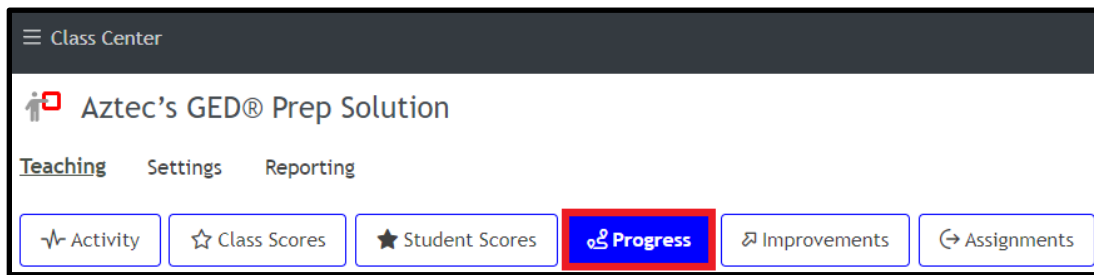 Class Center
Aztec's GED® Prep Solution
Teaching Settings Reporting
Activity Class Scores Student Scores Progress Improvements Assignments